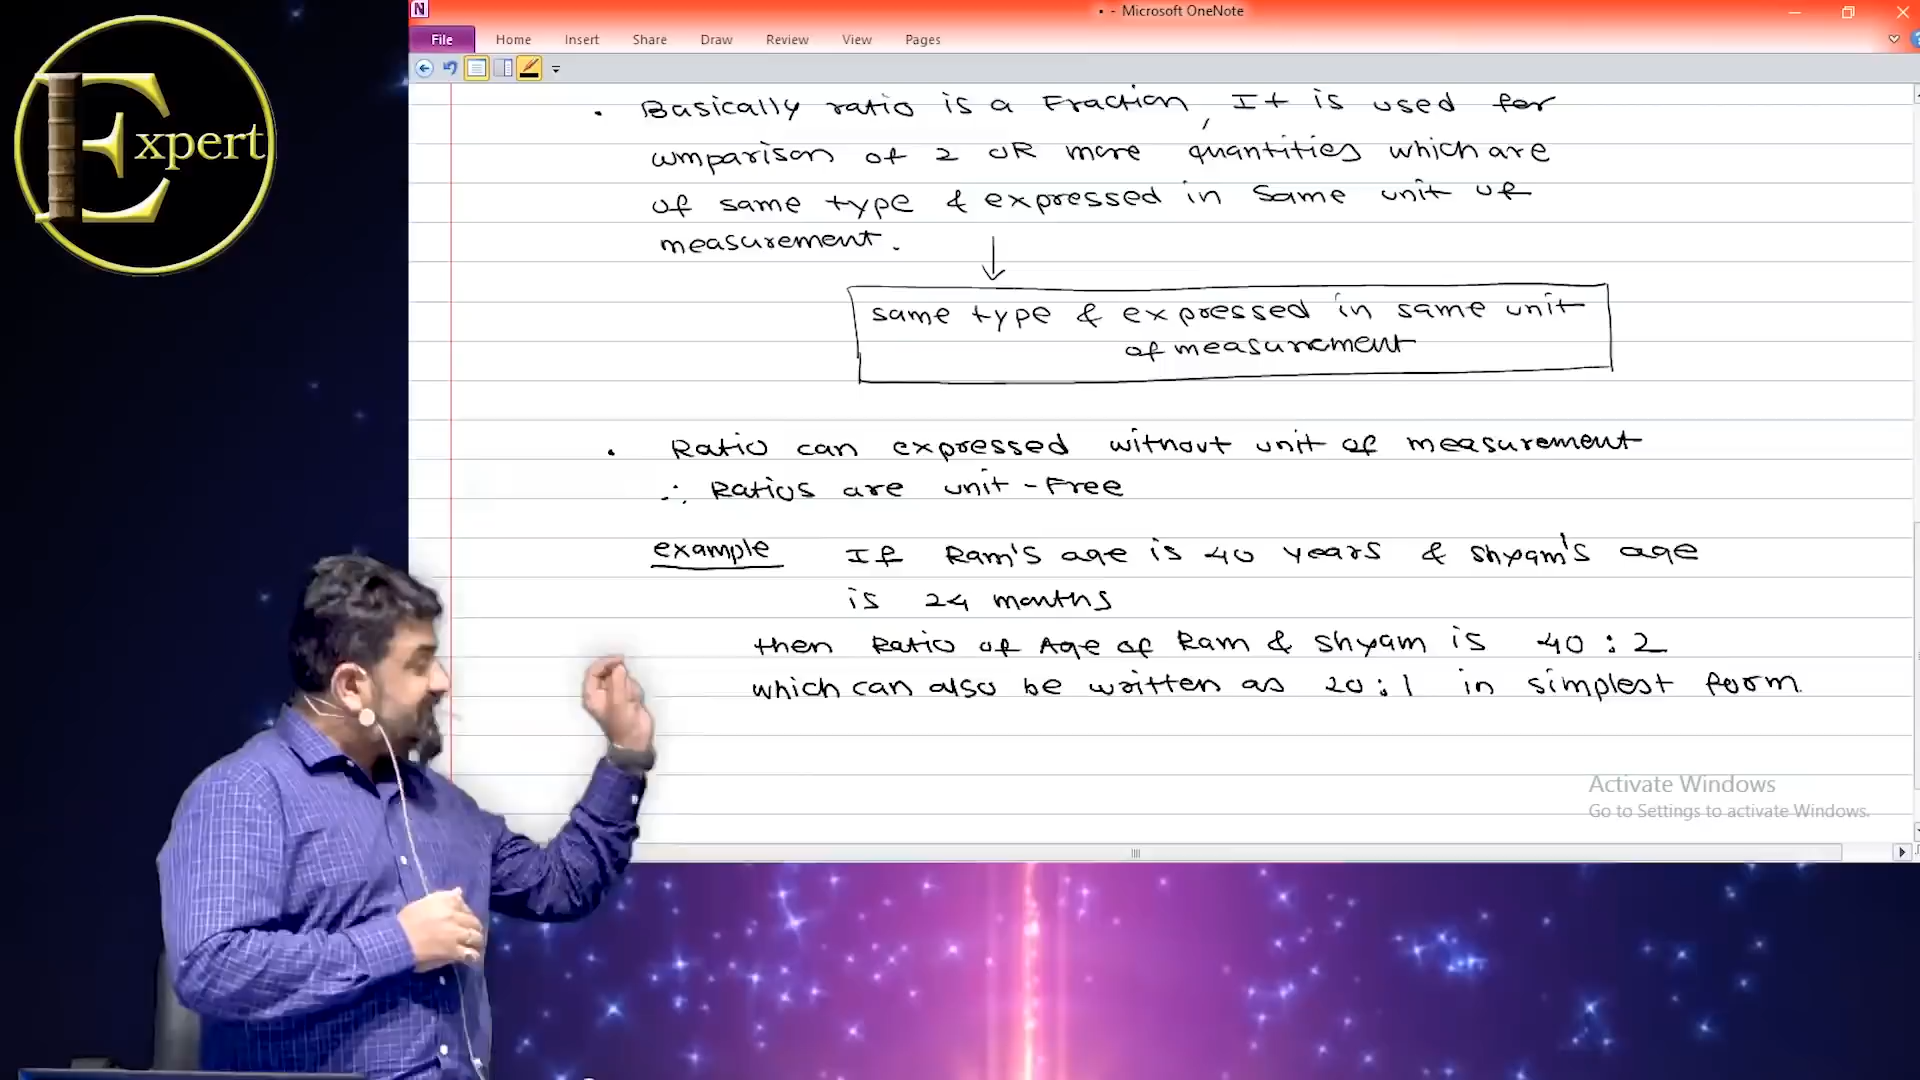 Expert
• - Microsoft OneNote
File Home Insert Share Draw Review View Pages
• Basically ratio is a Fraction, It is used for
comparison of 2 OR more quantities which are
of same type & expressed in same unit of
measurement.
same type & expressed in same unit
of measurement
• Ratio can expressed without unit of measurement
∴ Ratios are unit-Free
example If Ram's age is 40 years & Shyam's age
is 24 months
then Ratio of Age of Ram & Shyam is 40 : 2
which can also be written as 20:1 in simplest form.
Activate Windows
Go to Settings to activate Windows.